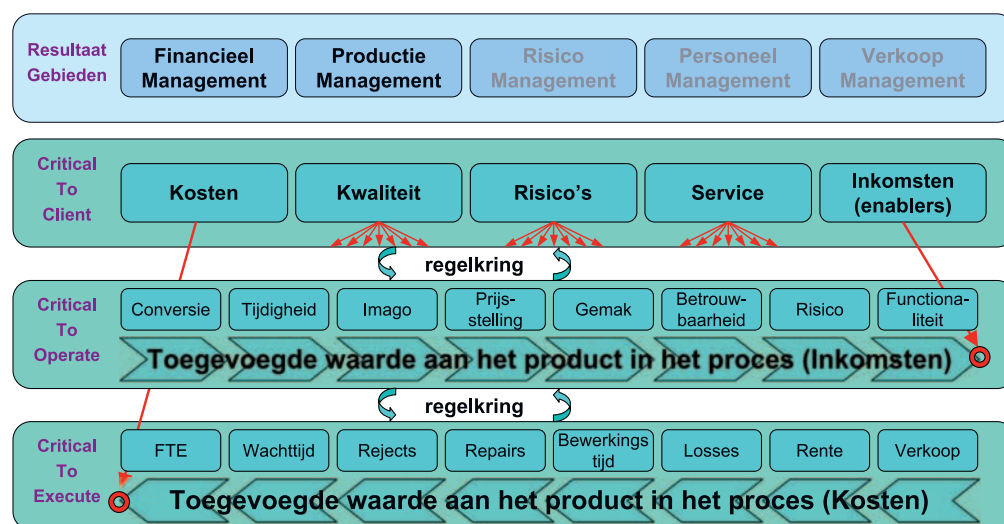 Resultaat
Gebieden
Financieel
Management
Productie
Management
Risico
Management
Personeel
Management
Verkoop
Management
Critical
To
Client
Kosten
Kwaliteit
Risico's
Service
Inkomsten
(enablers)
regelkring
Critical
To
Operate
Conversie
Tijdigheid
Imago
Prijs-
stelling
Gemak
Betrouw-
baarheid
Risico
Functiona-
liteit
Toegevoegde waarde aan het product in het proces (Inkomsten)
regelkring
Critical
To
Execute
FTE
Wachttijd
Rejects
Repairs
Bewerkings
tijd
Losses
Rente
Verkoop
Toegevoegde waarde aan het product in het proces (Kosten)